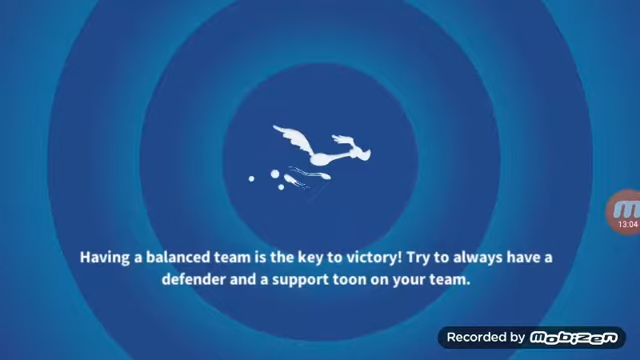 13:04
Having a balanced team is the key to victory! Try to always have a
defender and a support toon on your team.
Recorded by mobizen